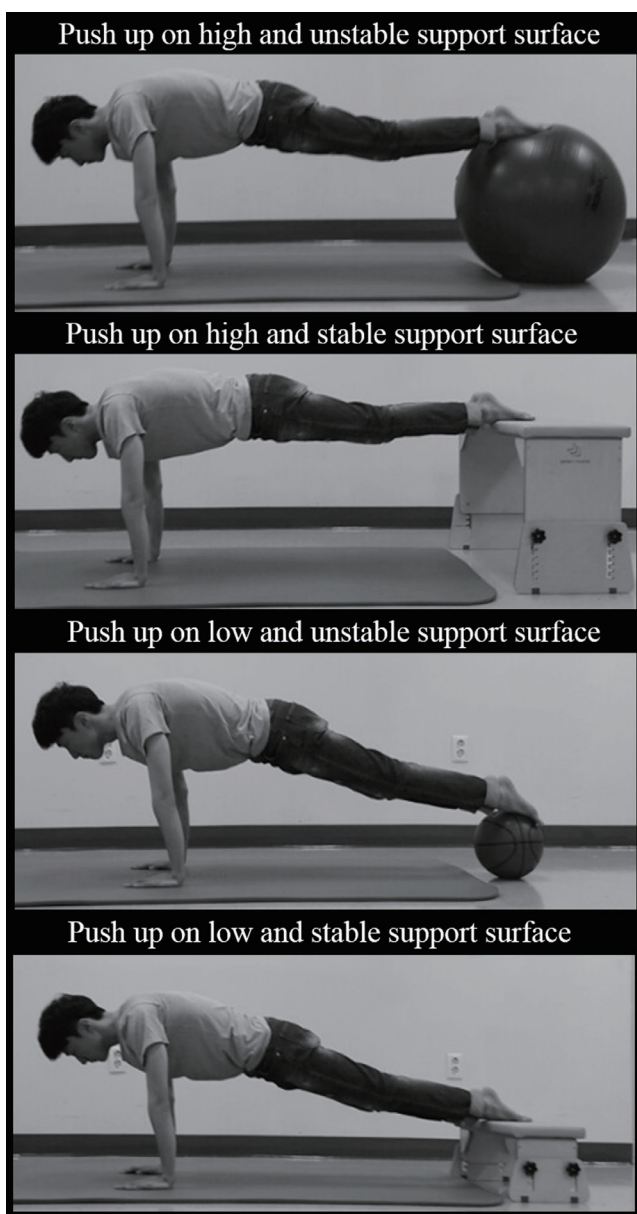 Push up on high and unstable support surface
Push up on high and stable support surface
Push up on low and unstable support surface
Push up on low and stable support surface